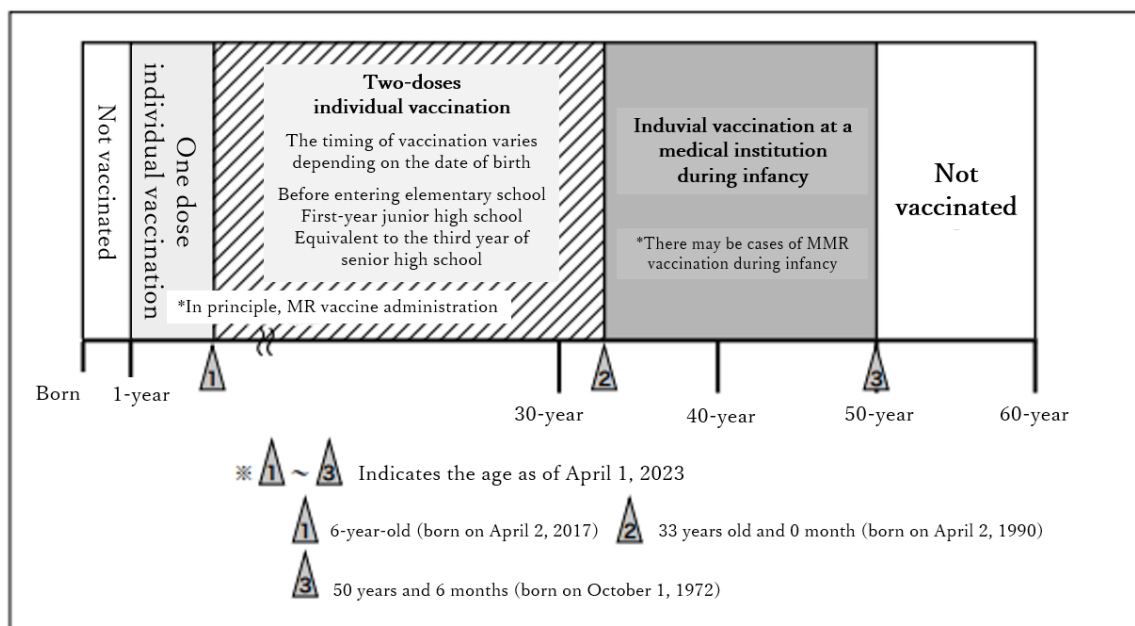 Not vaccinated
One dose
individual vaccination
Two-doses
individual vaccination
The timing of vaccination varies
depending on the date of birth
Before entering elementary school
First-year junior high school
Equivalent to the third year of
senior high school
*In principle, MR vaccine administration
Induvial vaccination at a
medical institution
during infancy
*There may be cases of MMR
vaccination during infancy
Not
vaccinated
1
2
3
Born
1-year
30-year
40-year
50-year
60-year
※ 1 ~ 3 Indicates the age as of April 1, 2023
1 6-year-old (born on April 2, 2017)
2 33 years old and 0 month (born on April 2, 1990)
3 50 years and 6 months (born on October 1, 1972)